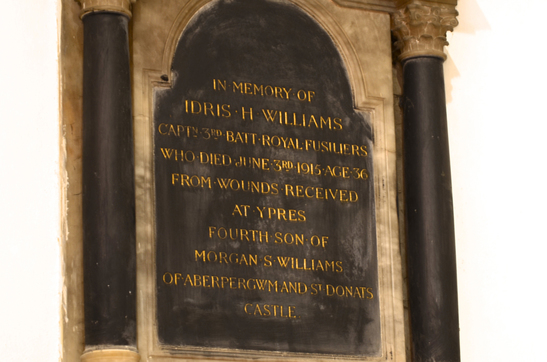 IN MEMORY OF
IDRIS·H·WILLIAMS
CAPTN·3RD·BATT·ROYAL FUSILIERS
WHO DIED JUNE·3RD·1915·AGE·36
FROM·WOUNDS RECEIVED
AT YPRES
FOURTH·SON·OF
MORGAN S WILLIAMS
OF·ABERPERGWM AND ST DONATS
CASTLE